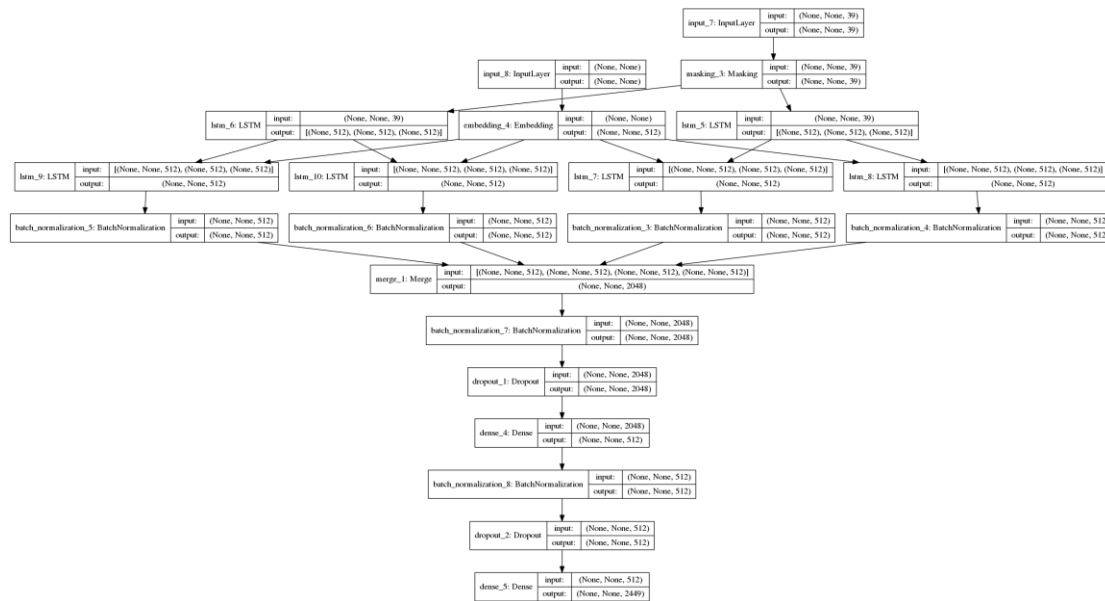 input_7: InputLayer input: (None, None, 39)
output: (None, None, 39)
input_8: InputLayer input: (None, None)
output: (None, None)
masking_3: Masking input: (None, None, 39)
output: (None, None, 39)
lstm_6: LSTM input: (None, None, 39)
output: [(None, 512), (None, 512), (None, 512)]
embedding_4: Embedding input: (None, None)
output: (None, None, 512)
lstm_5: LSTM input: (None, None, 39)
output: [(None, 512), (None, 512), (None, 512)]
lstm_9: LSTM input: [(None, None, 512), (None, 512), (None, 512)]
output: (None, None, 512)
lstm_10: LSTM input: [(None, None, 512), (None, 512), (None, 512)]
output: (None, None, 512)
lstm_7: LSTM input: [(None, None, 512), (None, 512), (None, 512)]
output: (None, None, 512)
lstm_8: LSTM input: [(None, None, 512), (None, 512), (None, 512)]
output: (None, None, 512)
batch_normalization_5: BatchNormalization input: (None, None, 512)
output: (None, None, 512)
batch_normalization_6: BatchNormalization input: (None, None, 512)
output: (None, None, 512)
batch_normalization_3: BatchNormalization input: (None, None, 512)
output: (None, None, 512)
batch_normalization_4: BatchNormalization input: (None, None, 512
output: (None, None, 512
merge_1: Merge input: [(None, None, 512), (None, None, 512), (None, None, 512), (None, None, 512)]
output: (None, None, 2048)
batch_normalization_7: BatchNormalization input: (None, None, 2048)
output: (None, None, 2048)
dropout_1: Dropout input: (None, None, 2048)
output: (None, None, 2048)
dense_4: Dense input: (None, None, 2048)
output: (None, None, 512)
batch_normalization_8: BatchNormalization input: (None, None, 512)
output: (None, None, 512)
dropout_2: Dropout input: (None, None, 512)
output: (None, None, 512)
dense_5: Dense input: (None, None, 512)
output: (None, None, 2449)